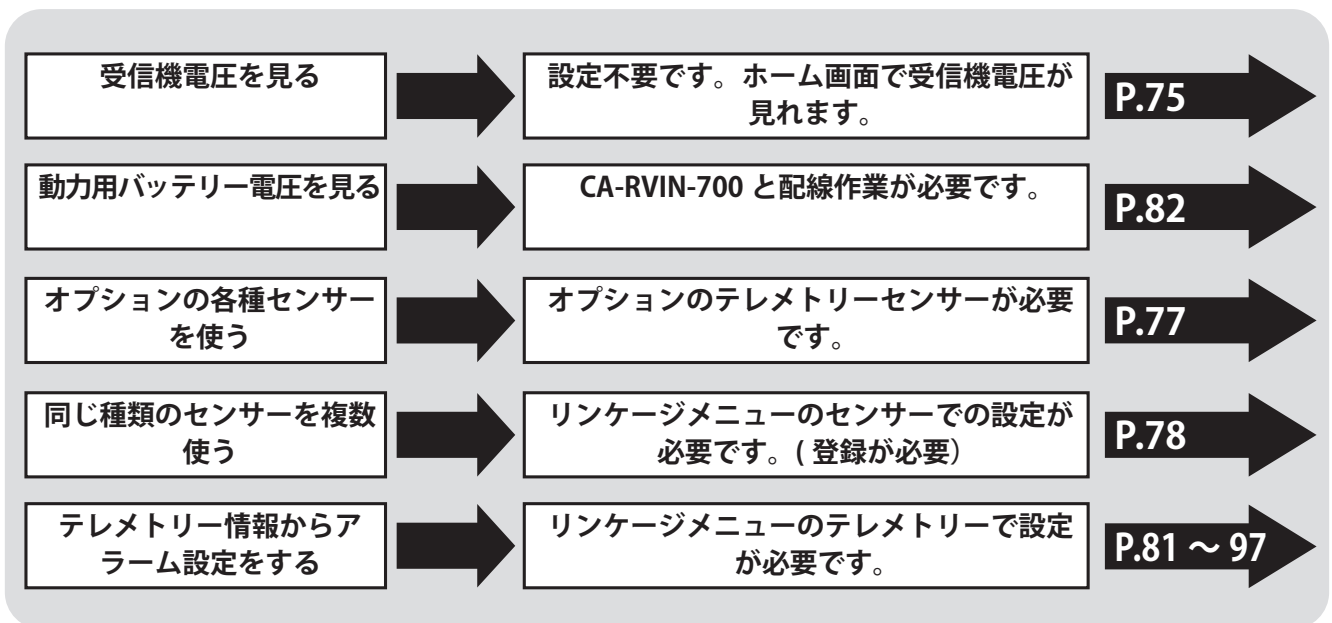 受信機電圧を見る
設定不要です。ホーム画面で受信機電圧が
見れます。
P.75
動力用バッテリー電圧を見る
CA-RVIN-700 と配線作業が必要です。
P.82
オプションの各種センサー
を使う
オプションのテレメトリーセンサーが必要
です。
P.77
同じ種類のセンサーを複数
使う
リンケージメニューのセンサーでの設定が
必要です。( 登録が必要）
P.78
テレメトリー情報からア
ラーム設定をする
リンケージメニューのテレメトリーで設定
が必要です。
P.81 ～ 97